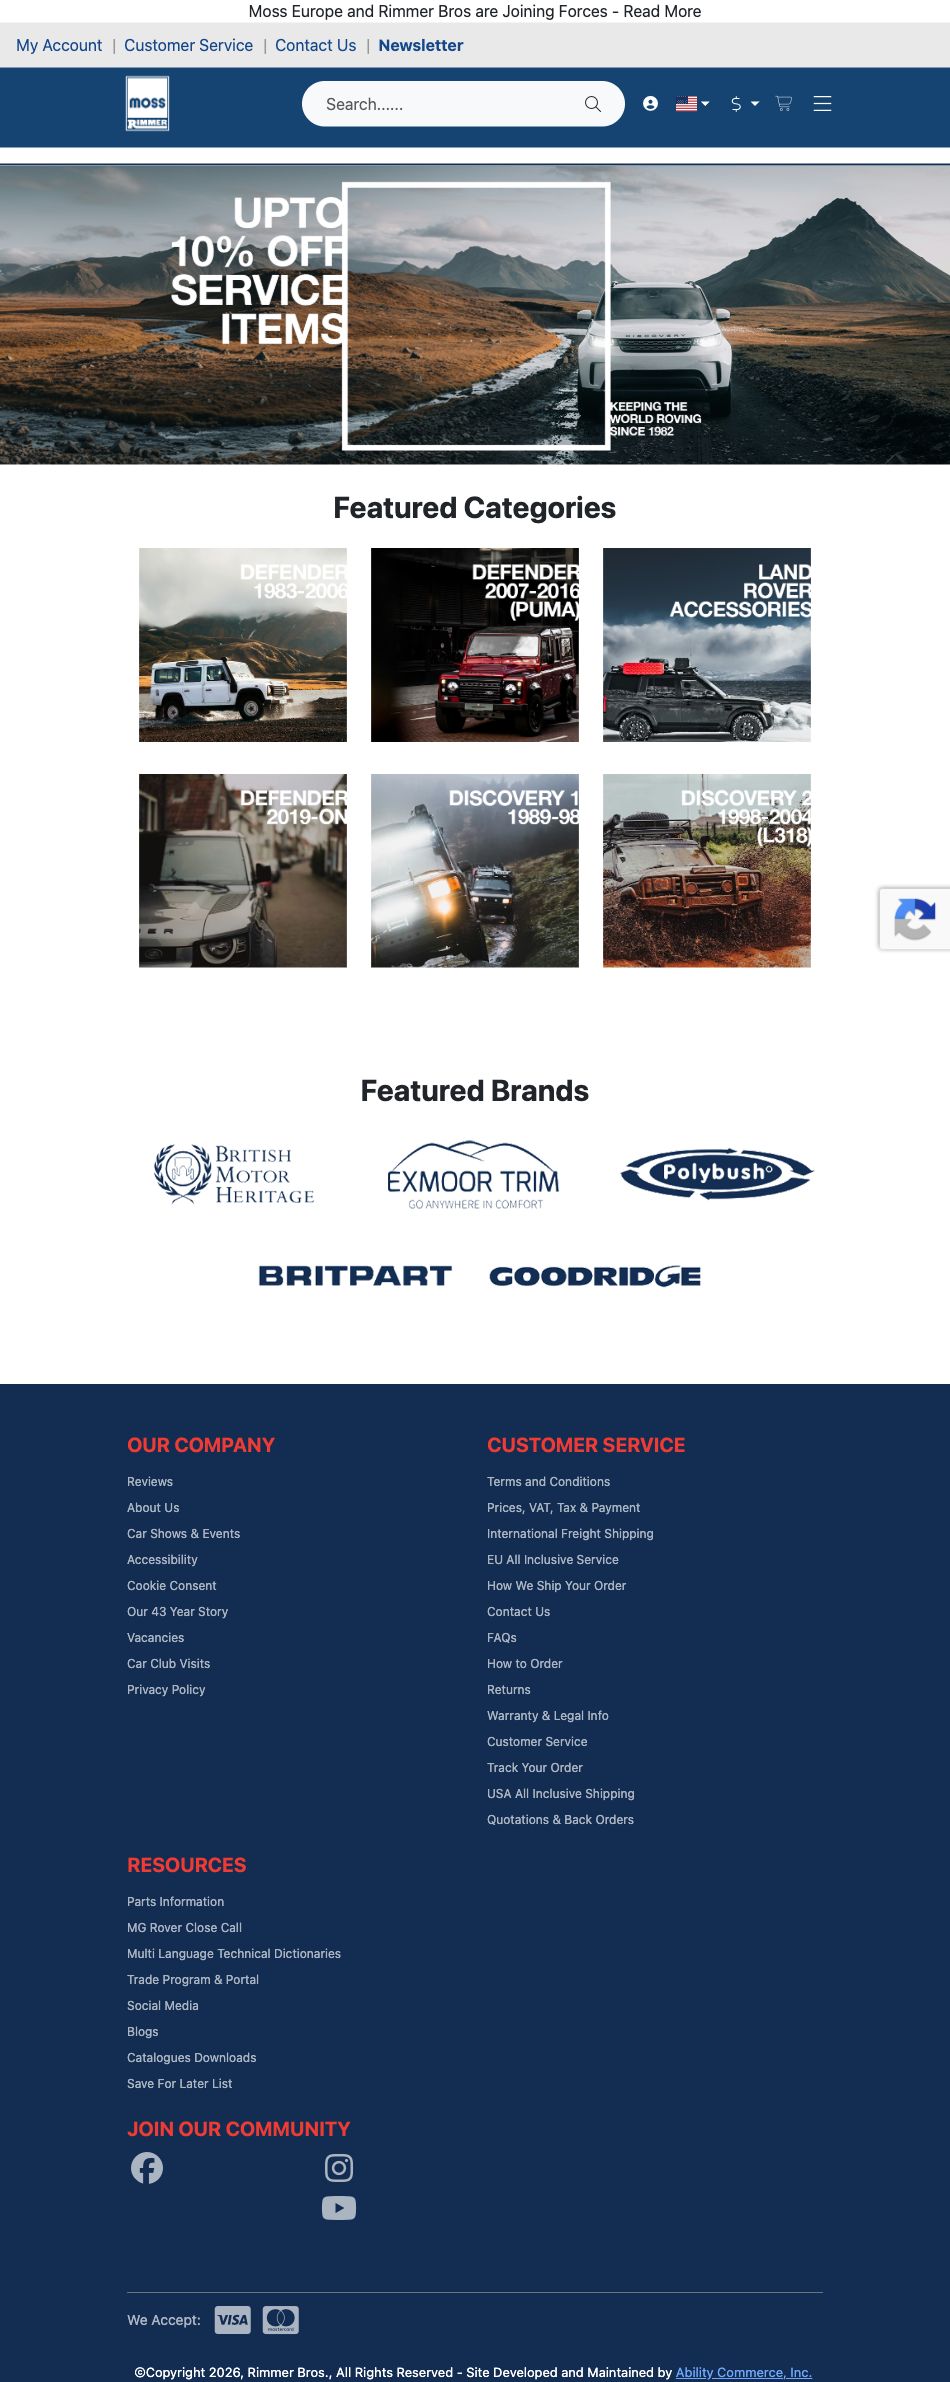 Moss Europe and Rimmer Bros are Joining Forces - Read More
My Account | Customer Service | Contact Us | Newsletter
MOSS
RIMMER
Search......
$
UPTO
10% OFF
SERVICE
ITEMS
DISCOVERY
KEEPING THE
WORLD ROVING
SINCE 1982
Featured Categories
DEFENDER
1983-2006
DEFENDER
2007-2016
(PUMA)
LAND
ROVER
ACCESSORIES
DEFENDER
2019-ON
DISCOVERY 1
1989-98
DISCOVERY 2
1998-2004
(L318)
Featured Brands
BRITISH
MOTOR
HERITAGE
EXMOOR TRIM
GO ANYWHERE IN COMFORT
Polybush
BRITPART
GOODRIDGE
OUR COMPANY
Reviews
About Us
Car Shows & Events
Accessibility
Cookie Consent
Our 43 Year Story
Vacancies
Car Club Visits
Privacy Policy
CUSTOMER SERVICE
Terms and Conditions
Prices, VAT, Tax & Payment
International Freight Shipping
EU All Inclusive Service
How We Ship Your Order
Contact Us
FAQs
How to Order
Returns
Warranty & Legal Info
Customer Service
Track Your Order
USA All Inclusive Shipping
Quotations & Back Orders
RESOURCES
Parts Information
MG Rover Close Call
Multi Language Technical Dictionaries
Trade Program & Portal
Social Media
Blogs
Catalogues Downloads
Save For Later List
JOIN OUR COMMUNITY
We Accept: VISA mastercard
©Copyright 2026, Rimmer Bros., All Rights Reserved - Site Developed and Maintained by Ability Commerce, Inc.